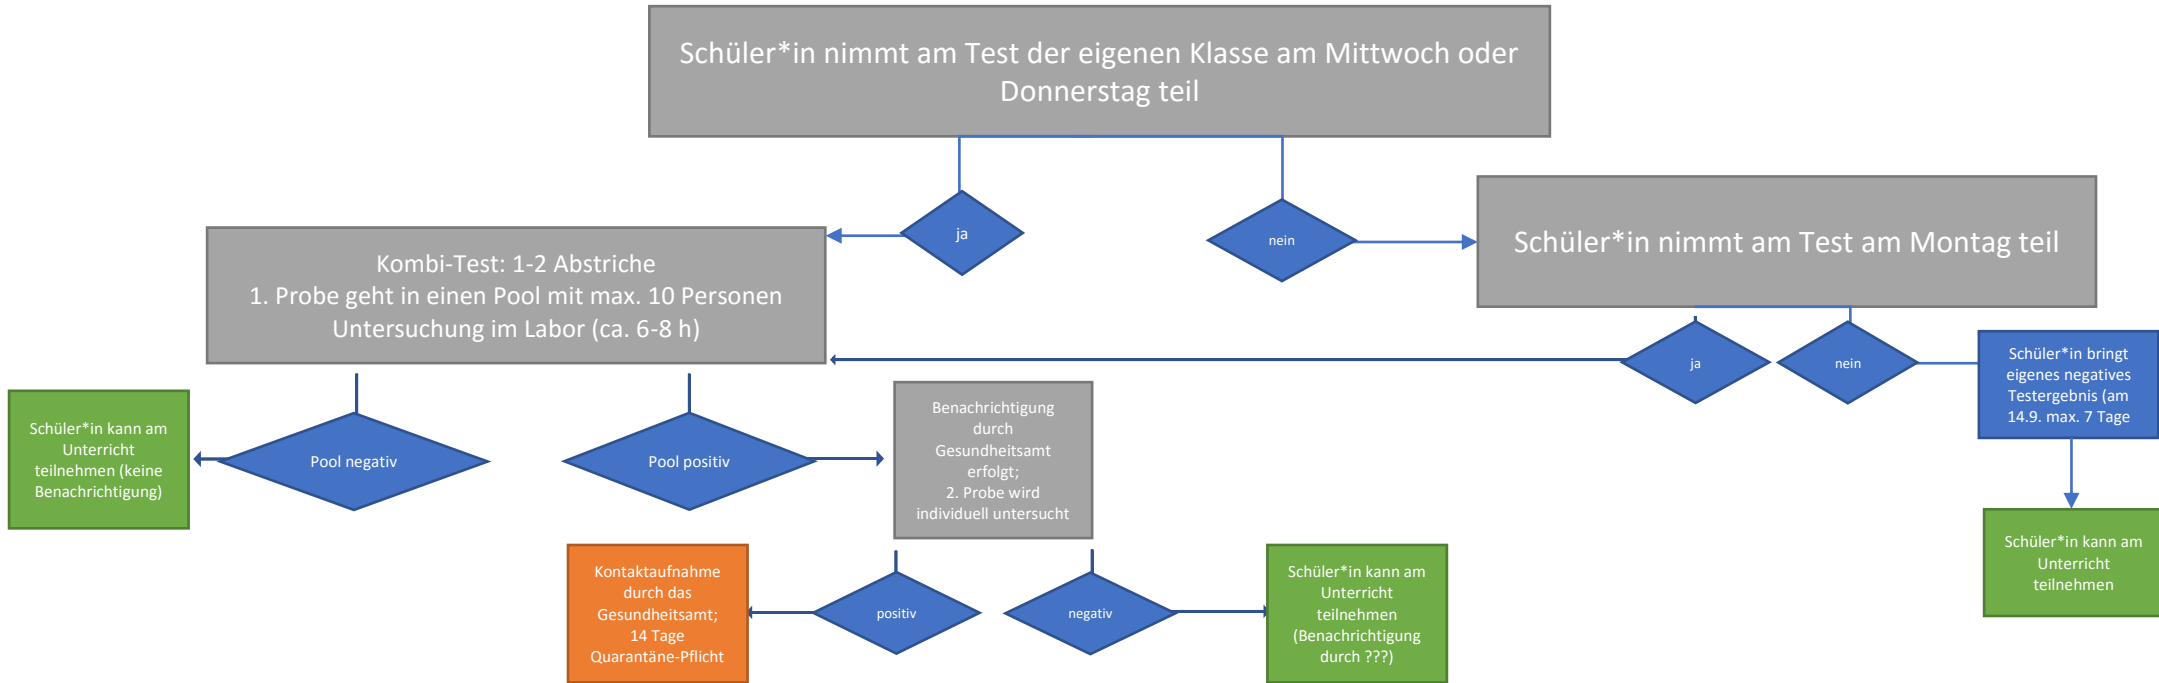 Schüler*in nimmt am Test der eigenen Klasse am Mittwoch oder
Donnerstag teil
ja
nein
Schüler*in nimmt am Test am Montag teil
Kombi-Test: 1-2 Abstriche
1. Probe geht in einen Pool mit max. 10 Personen
Untersuchung im Labor (ca. 6-8 h)
ja
nein
Schüler*in bringt
eigenes negatives
Testergebnis (am
14.9. max. 7 Tage
Schüler*in kann am
Unterricht
teilnehmen (keine
Benachrichtigung)
Pool negativ
Pool positiv
Benachrichtigung
durch
Gesundheitsamt
erfolgt;
2. Probe wird
individuell untersucht
Schüler*in kann am
Unterricht
teilnehmen
Kontaktaufnahme
durch das
Gesundheitsamt;
14 Tage
Quarantäne-Pflicht
positiv
negativ
Schüler*in kann am
Unterricht
teilnehmen
(Benachrichtigung
durch ???)